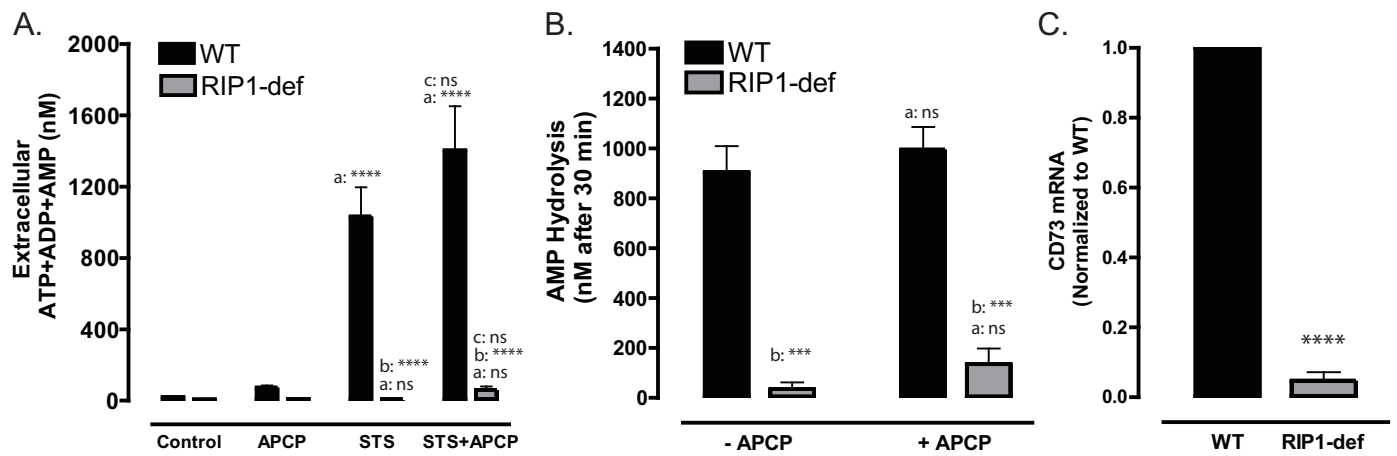 A.
Extracellular
ATP+ADP+AMP (nM)
2000
1600
1200
800
400
0
WT
RIP1-def
a: ****
b: ****
a: ns
c: ns
a: ****
c: ns
b: ****
a: ns
Control
APCP
STS
STS+APCP
B.
AMP Hydrolysis
(nM after 30 min)
1400
1200
1000
800
600
400
200
0
WT
RIP1-def
b: ***
a: ns
b: ***
a: ns
- APCP
+ APCP
C.
CD73 mRNA
(Normalized to WT)
1.0
0.8
0.6
0.4
0.2
0.0
****
WT
RIP1-def